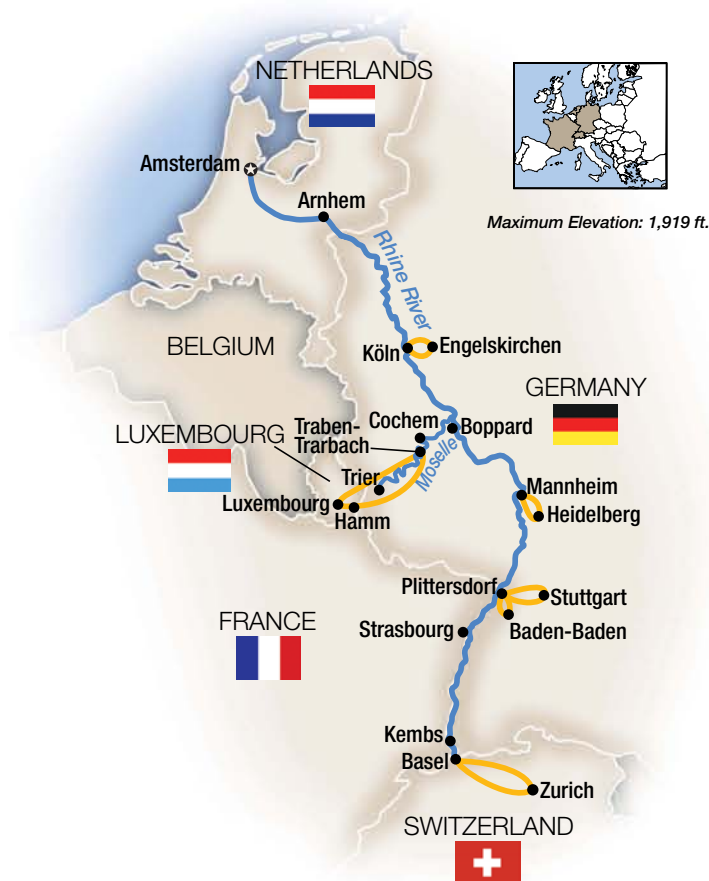 NETHERLANDS
Amsterdam
Arnhem
Maximum Elevation: 1,919 ft.
Rhine River
BELGIUM
Köln
Engelskirchen
GERMANY
Cochem
Boppard
Traben-
Trarbach
LUXEMBOURG
Moselle
Trier
Luxembourg
Hamm
Mannheim
Heidelberg
Plittersdorf
Stuttgart
Baden-Baden
FRANCE
Strasbourg
Kembs
Basel
Zurich
SWITZERLAND